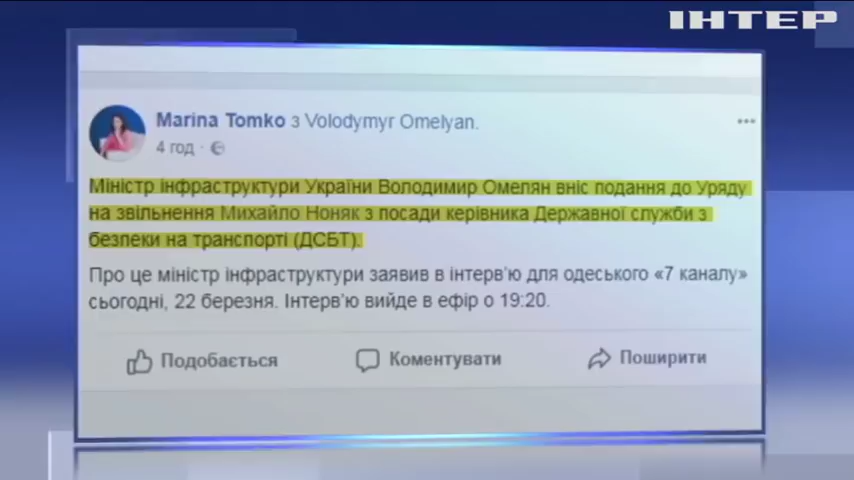 ІНТЕР
Marina Tomko з Volodymyr Omelyan.
4 год ·
Міністр інфраструктури України Володимир Омелян вніс подання до Уряду
на звільнення Михайло Ноняк з посади керівника Державної служби з
безпеки на транспорті (ДСБТ).
Про це міністр інфраструктури заявив в інтерв'ю для одеського «7 каналу»
сьогодні, 22 березня. Інтерв'ю вийде в ефір о 19:20.
Подобається Коментувати Поширити